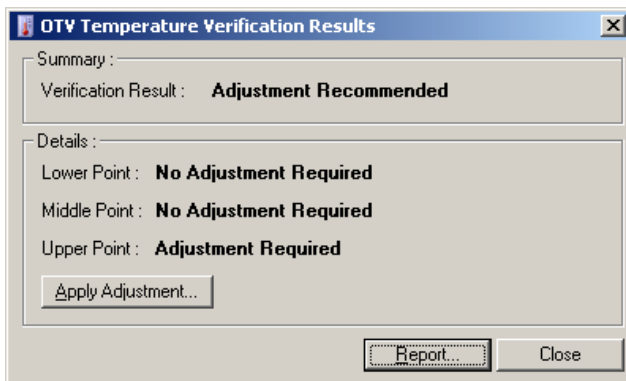 OTV Temperature Verification Results
Summary :
Verification Result : Adjustment Recommended
Details :
Lower Point : No Adjustment Required
Middle Point : No Adjustment Required
Upper Point : Adjustment Required
Apply Adjustment...
Report... Close